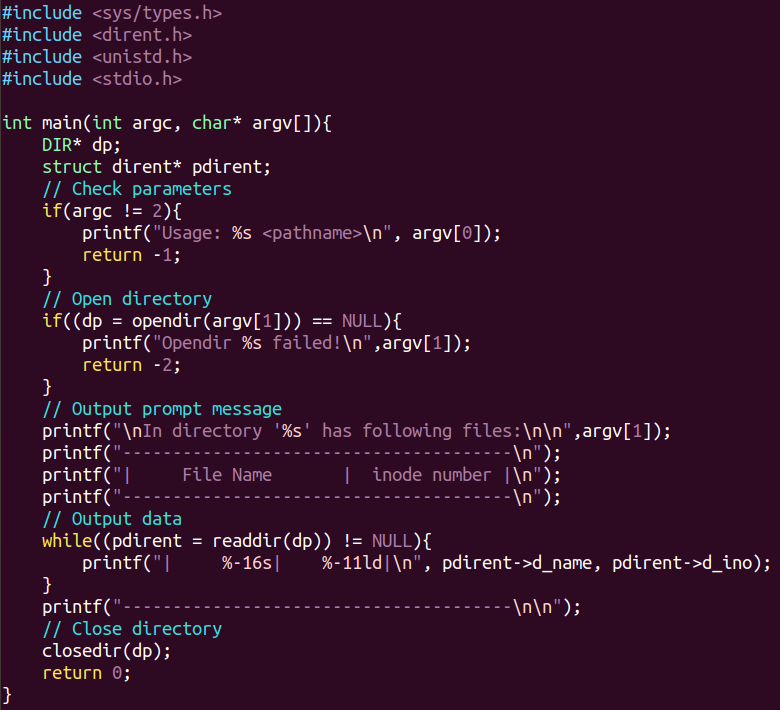 #include <sys/types.h>
#include <dirent.h>
#include <unistd.h>
#include <stdio.h>

int main(int argc, char* argv[]){
    DIR* dp;
    struct dirent* pdirent;
    // Check parameters
    if(argc != 2){
        printf("Usage: %s <pathname>\n", argv[0]);
        return -1;
    }
    // Open directory
    if((dp = opendir(argv[1])) == NULL){
        printf("Opendir %s failed!\n",argv[1]);
        return -2;
    }
    // Output prompt message
    printf("\nIn directory '%s' has following files:\n\n",argv[1]);
    printf("---------------------------------------\n");
    printf("|     File Name       |  inode number |\n");
    printf("---------------------------------------\n");
    // Output data
    while((pdirent = readdir(dp)) != NULL){
        printf("|     %-16s|    %-11ld|\n", pdirent->d_name, pdirent->d_ino);
    }
    printf("---------------------------------------\n\n");
    // Close directory
    closedir(dp);
    return 0;
}